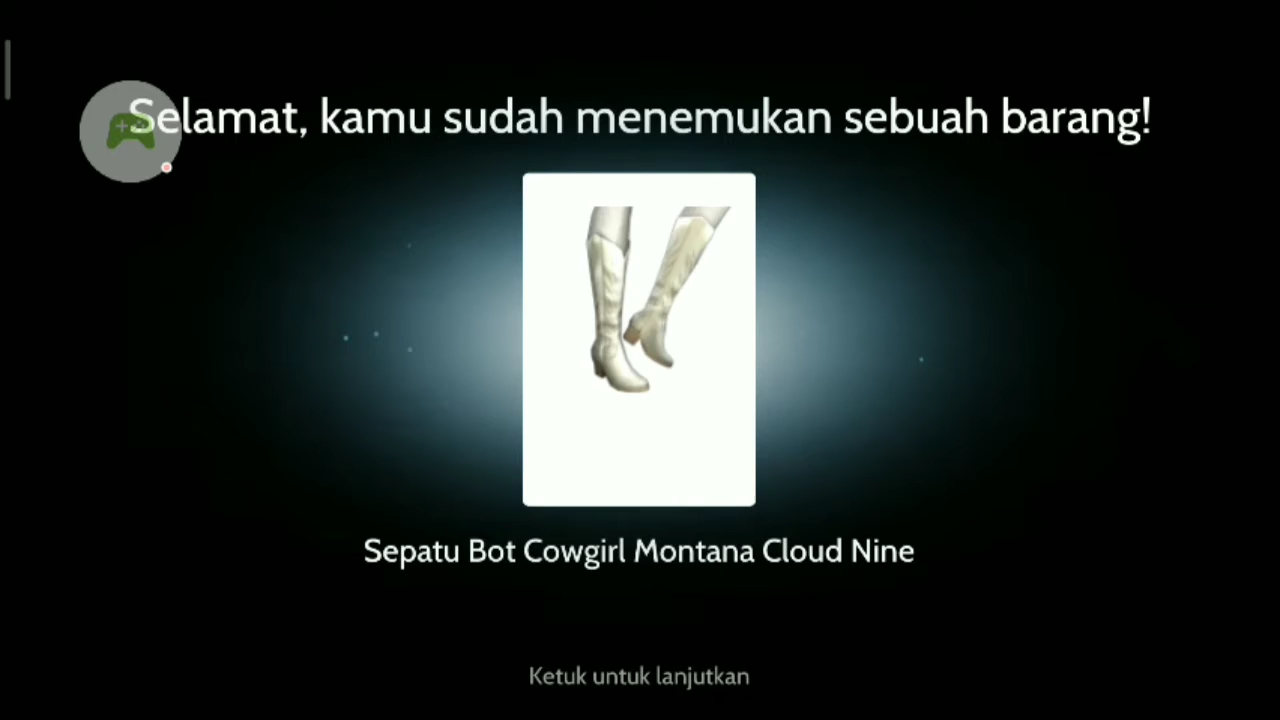 Selamat, kamu sudah menemukan sebuah barang!
Sepatu Bot Cowgirl Montana Cloud Nine
Ketuk untuk lanjutkan